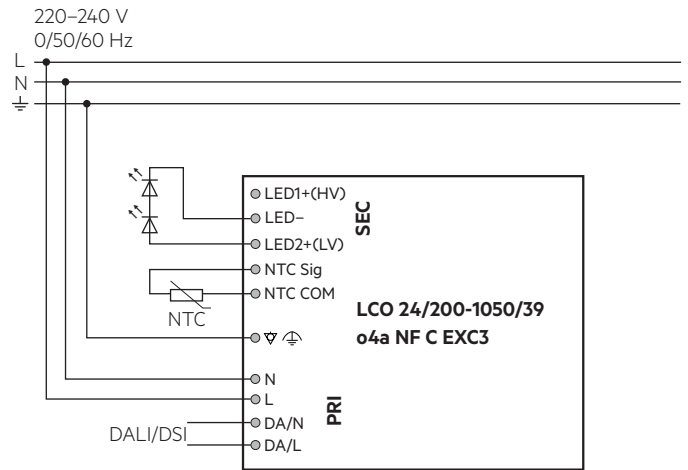 220–240 V
0/50/60 Hz
L
N
LED1+(HV)
LED–
SEC
LED2+(LV)
NTC Sig
NTC COM
NTC
LCO 24/200-1050/39
o4a NF C EXC3
N
L
PRI
DA/N
DALI/DSI
DA/L